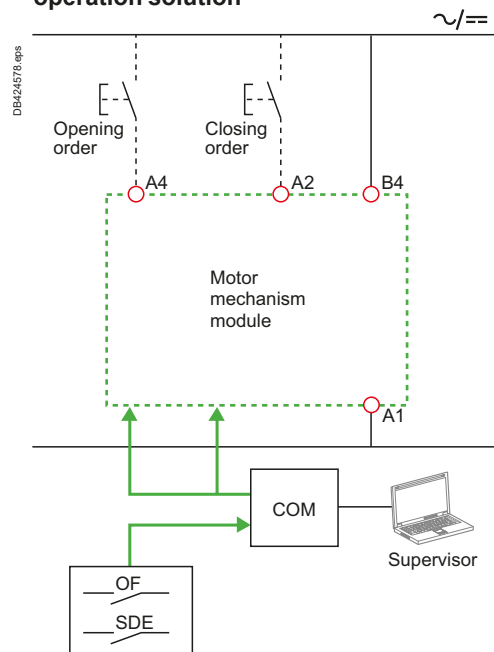 operation solution
DB424578.eps
Opening
order
Closing
order
A4
A2
B4
Motor
mechanism
module
A1
COM
Supervisor
OF
SDE